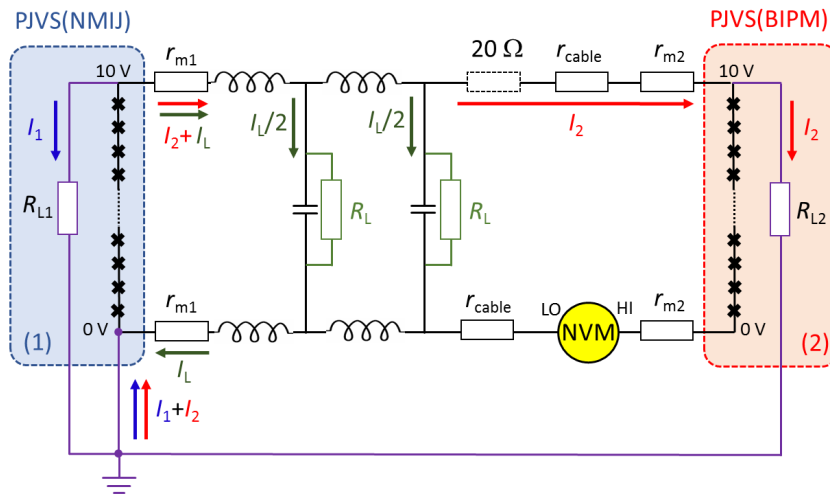 PJVS(NMIJ)
PJVS(BIPM)
10 V
r_m1
20 Ω
r_cable
r_m2
10 V
I_1
I_2+ I_L
I_L/2
I_L/2
I_2
I_2
R_L1
R_L
R_L
R_L2
r_m1
r_cable
LO
NVM
HI
r_m2
0 V
0 V
(1)
I_L
(2)
I_1+I_2